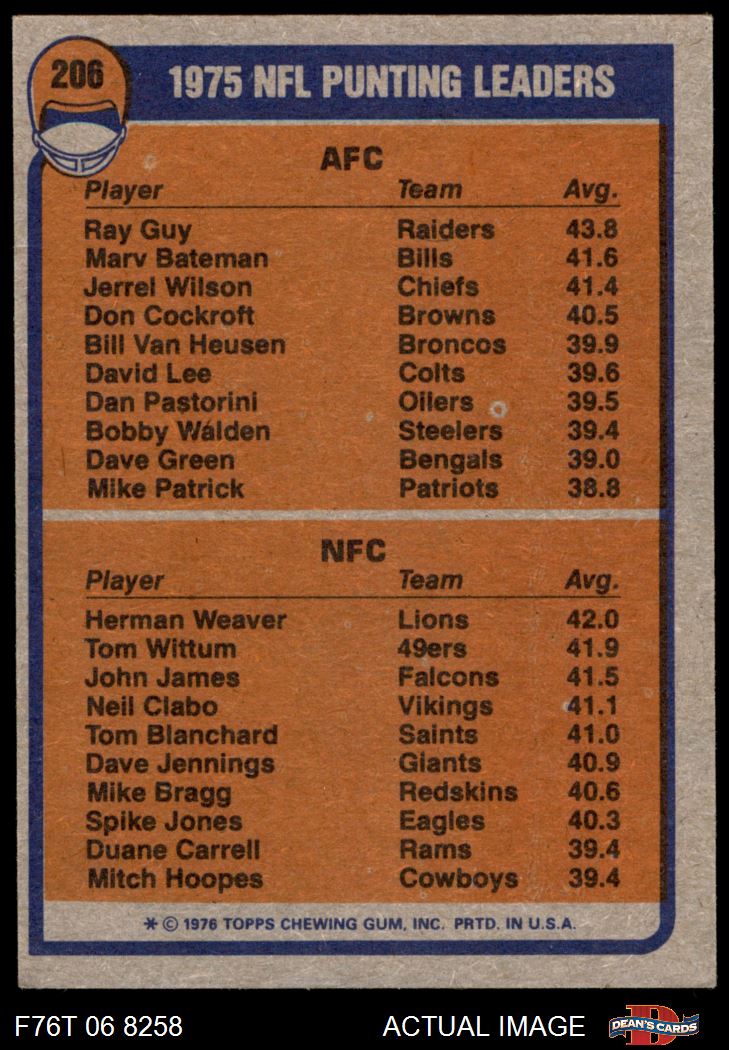 206
1975 NFL PUNTING LEADERS
AFC
Player Team Avg.
Ray Guy Raiders 43.8
Marv Bateman Bills 41.6
Jerrel Wilson Chiefs 41.4
Don Cockroft Browns 40.5
Bill Van Heusen Broncos 39.9
David Lee Colts 39.6
Dan Pastorini Oilers 39.5
Bobby Walden Steelers 39.4
Dave Green Bengals 39.0
Mike Patrick Patriots 38.8
NFC
Player Team Avg.
Herman Weaver Lions 42.0
Tom Wittum 49ers 41.9
John James Falcons 41.5
Neil Clabo Vikings 41.1
Tom Blanchard Saints 41.0
Dave Jennings Giants 40.9
Mike Bragg Redskins 40.6
Spike Jones Eagles 40.3
Duane Carrell Rams 39.4
Mitch Hoopes Cowboys 39.4
* © 1976 TOPPS CHEWING GUM, INC. PRTD. IN U.S.A.
F76T 06 8258 ACTUAL IMAGE D DEAN'S CARDS